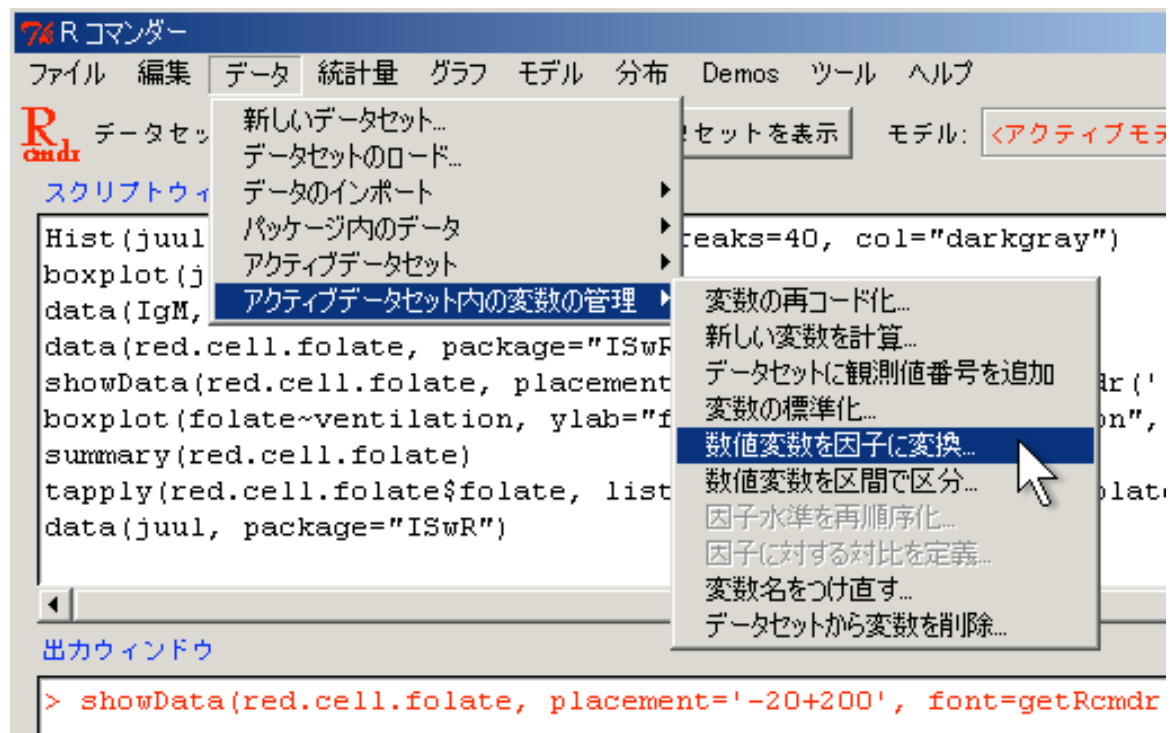 R コマンダー
ファイル 編集 データ 統計量 グラフ モデル 分布 Demos ツール ヘルプ
R cmdr データセッ セットを表示 モデル: <アクティブモデ
新しいデータセット...
データセットのロード...
データのインポート
パッケージ内のデータ
アクティブデータセット
アクティブデータセット内の変数の管理
変数の再コード化...
新しい変数を計算...
データセットに観測値番号を追加
変数の標準化...
数値変数を因子に変換...
数値変数を区間で区分...
因子水準を再順序化...
因子に対する対比を定義...
変数名をつけ直す...
データセットから変数を削除...
スクリプトウィ
Hist(juul reaks=40, col="darkgray")
boxplot(j
data(IgM,
data(red.cell.folate, package="ISwR
showData(red.cell.folate, placement dr('
boxplot(folate~ventilation, ylab="f on",
summary(red.cell.folate)
tapply(red.cell.folate$folate, list olate
data(juul, package="ISwR")
出力ウィンドウ
> showData(red.cell.folate, placement='-20+200', font=getRcmdr